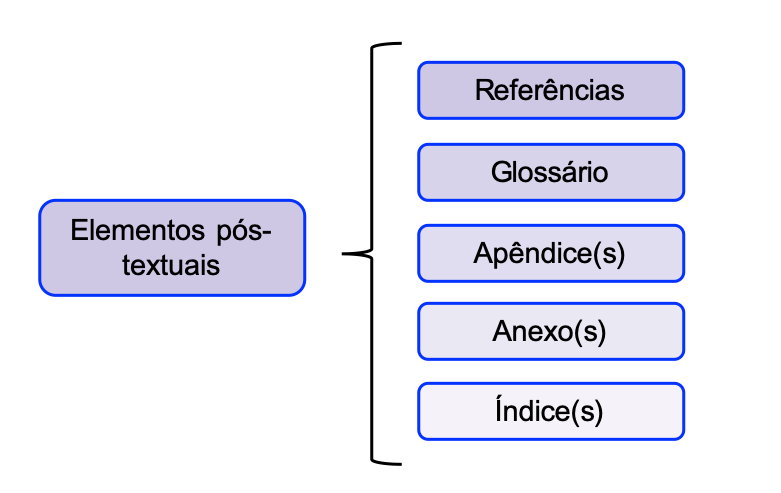 Elementos pós-
textuais
Referências
Glossário
Apêndice(s)
Anexo(s)
Índice(s)